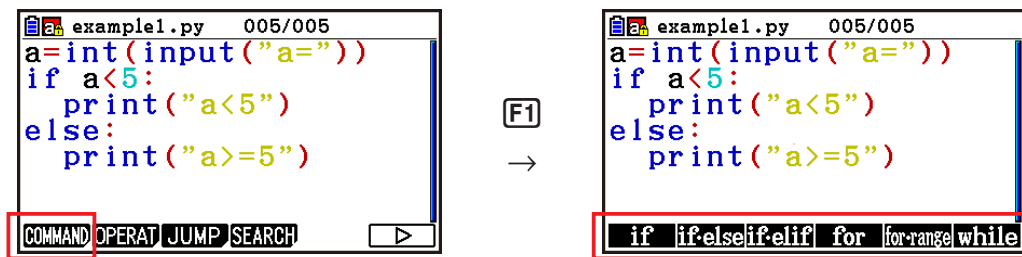 example1.py 005/005
a=int(input("a="))
if a<5:
  print("a<5")
else:
  print("a>=5")
COMMAND OPERAT JUMP SEARCH ▷
F1
→
example1.py 005/005
a=int(input("a="))
if a<5:
  print("a<5")
else:
  print("a>=5")
if if·else if·elif for for·range while